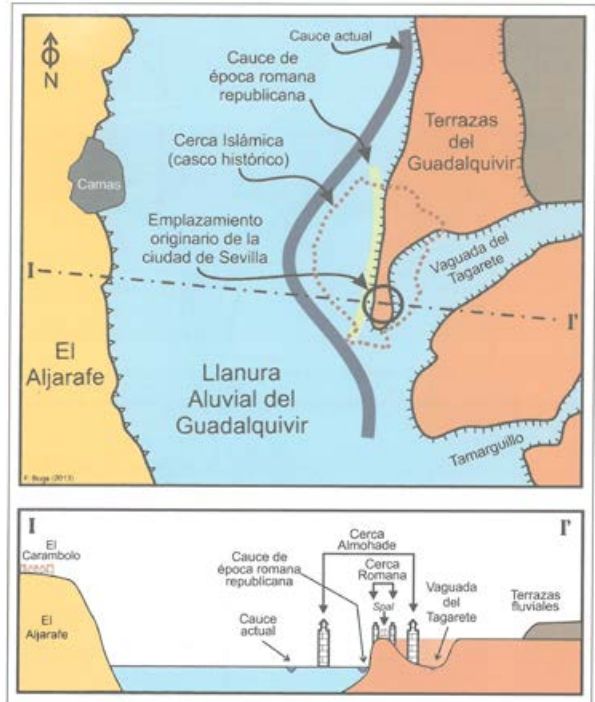 N
Cauce actual
Cauce de
época romana
republicana
Cerca Islámica
(casco histórico)
Terrazas
del
Guadalquivir
Camas
Emplazamiento
originario de la
ciudad de Sevilla
Vaguada del
Tagarete
I
I'
El
Aljarafe
Llanura
Aluvial del
Guadalquivir
Tamarguillo
F. Borja (2013)
I
I'
El
Carambolo
Cerca
Almohade
Cauce de
época romana
republicana
Cerca
Romana
Vaguada
del
Tagarete
Terrazas
fluviales
Spal
El
Aljarafe
Cauce
actual